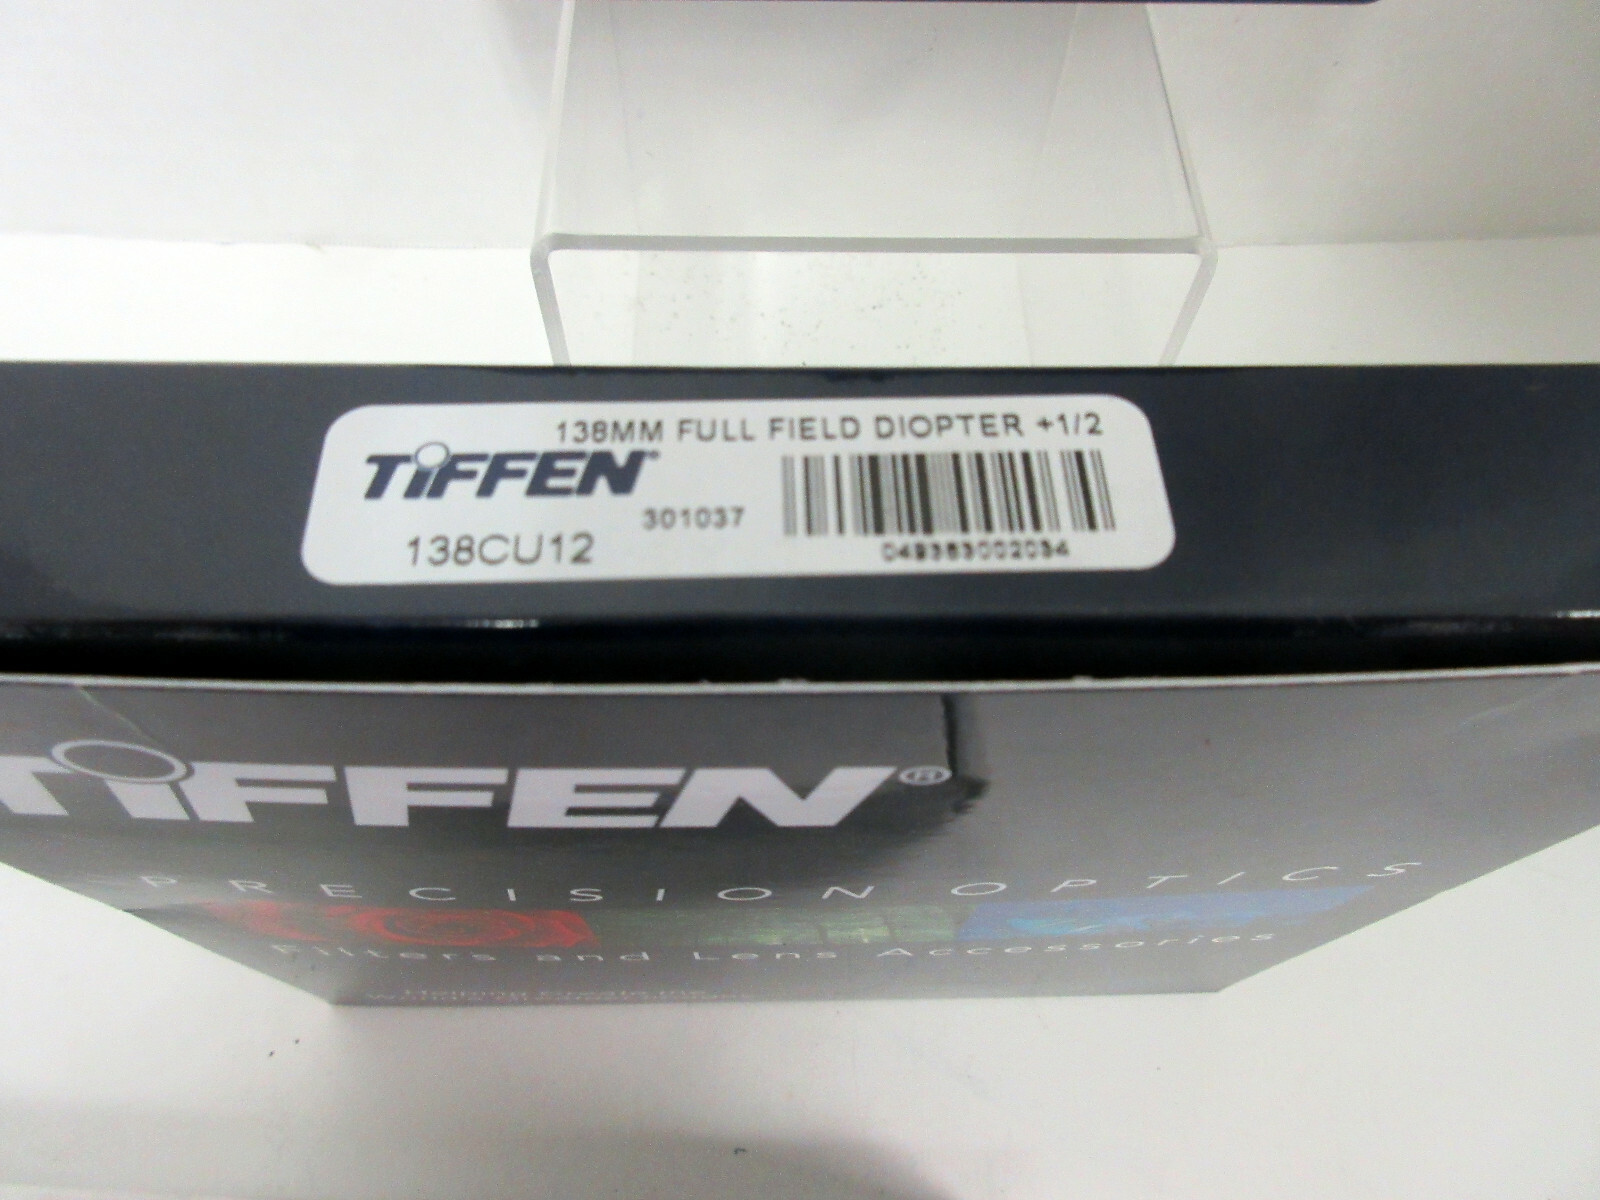 138MM FULL FIELD DIOPTER +1/2
TiFFEN®
301037
138CU12
049383002034
TiFFEN®
PRECISION OPTICS
Filters and Lens Accessories